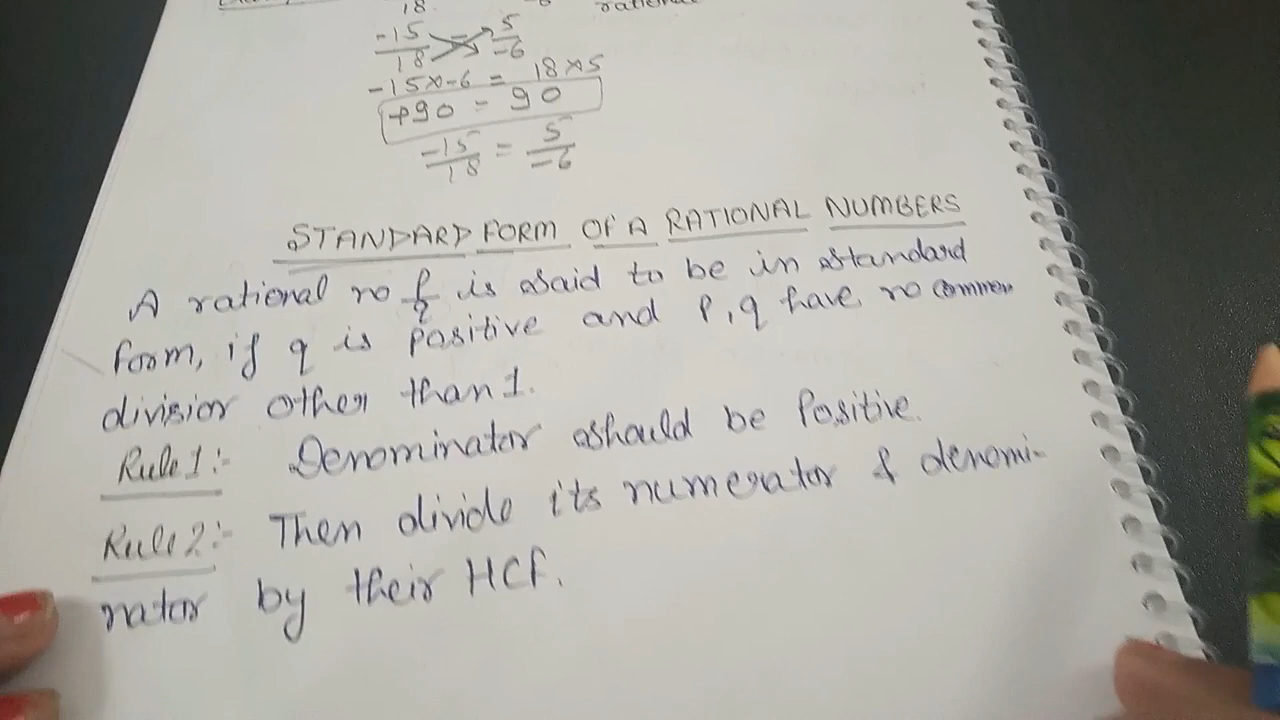 18
-15/18 = 5/-6
-15×-6 = 18×5
+90 = 90
-15/18 = 5/-6
STANDARD FORM OF A RATIONAL NUMBERS
A rational no p/q is said to be in standard
form, if q is positive and P, q have no common
division other than 1.
Rule 1:- Denominator should be Positive.
Rule 2:- Then divide its numerator & denomi-
nator by their HCF.